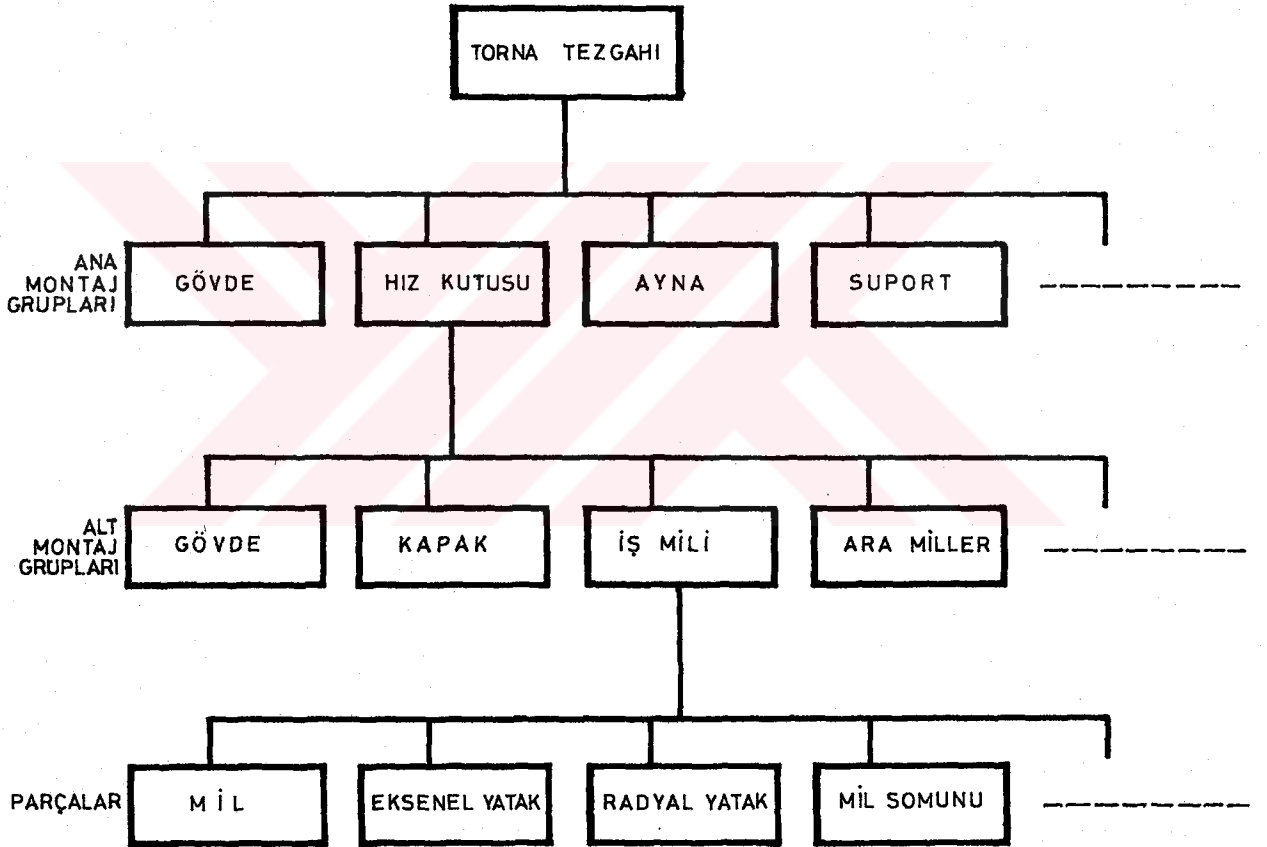 TORNA TEZGAHI
ANA
MONTAJ
GRUPLARI
GÖVDE
HIZ KUTUSU
AYNA
SUPORT
ALT
MONTAJ
GRUPLARI
GÖVDE
KAPAK
İŞ MİLİ
ARA MİLLER
PARÇALAR
MİL
EKSENEL YATAK
RADYAL YATAK
MİL SOMUNU